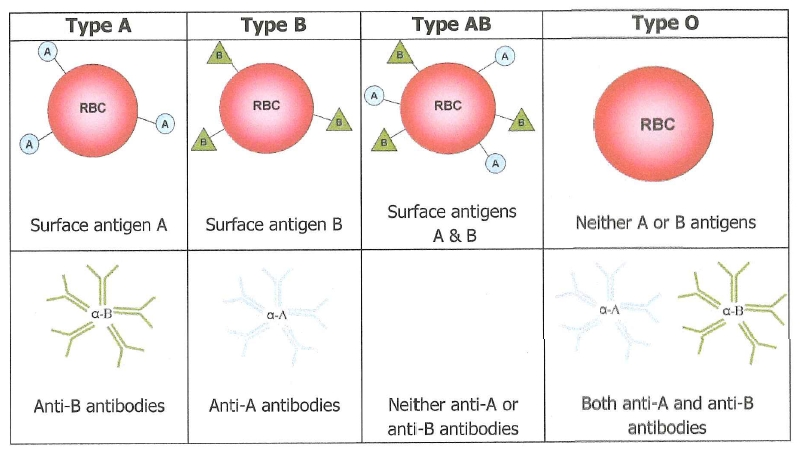 Type A
Type B
Type AB
Type O
A
A
A
RBC
B
B
B
RBC
B
A
A
B
B
A
RBC
RBC
Surface antigen A
Surface antigen B
Surface antigens
A & B
Neither A or B antigens
α-B
α-A
α-A
α-B
Anti-B antibodies
Anti-A antibodies
Neither anti-A or
anti-B antibodies
Both anti-A and anti-B
antibodies